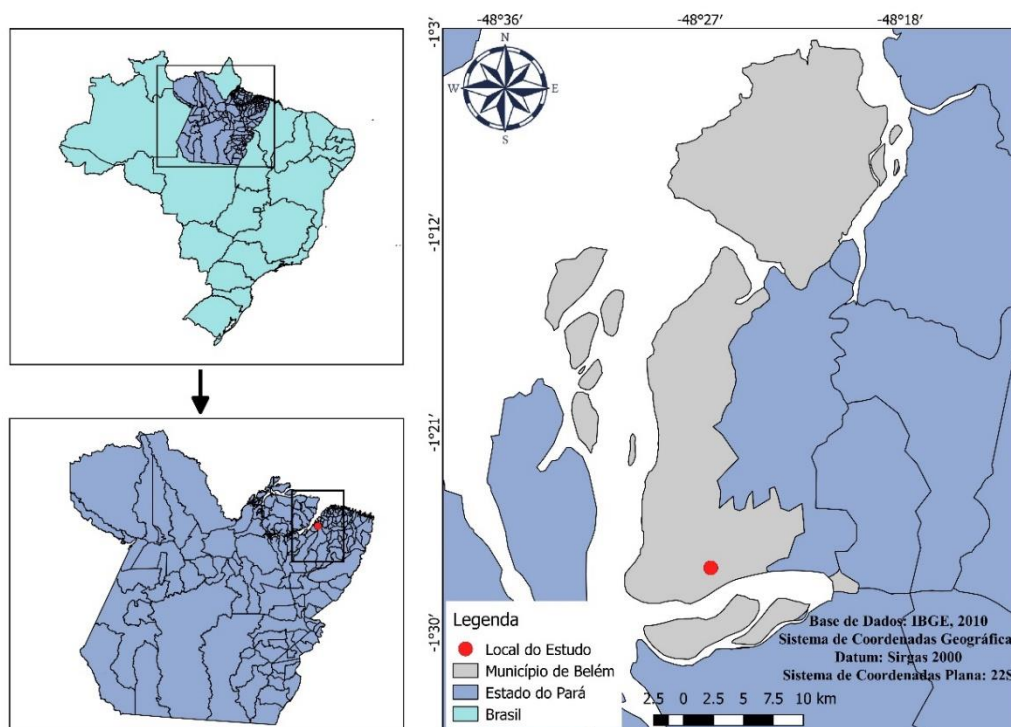 -48°36' -48°27' -48°18'
-1°3'
-1°12'
-1°21'
-1°30'
N
W E
S
Legenda
Local do Estudo
Município de Belém
Estado do Pará
Brasil
Base de Dados: IBGE, 2010
Sistema de Coordenadas Geográfica
Datum: Sirgas 2000
Sistema de Coordenadas Plana: 22S
2.5 0 2.5 5 7.5 10 km